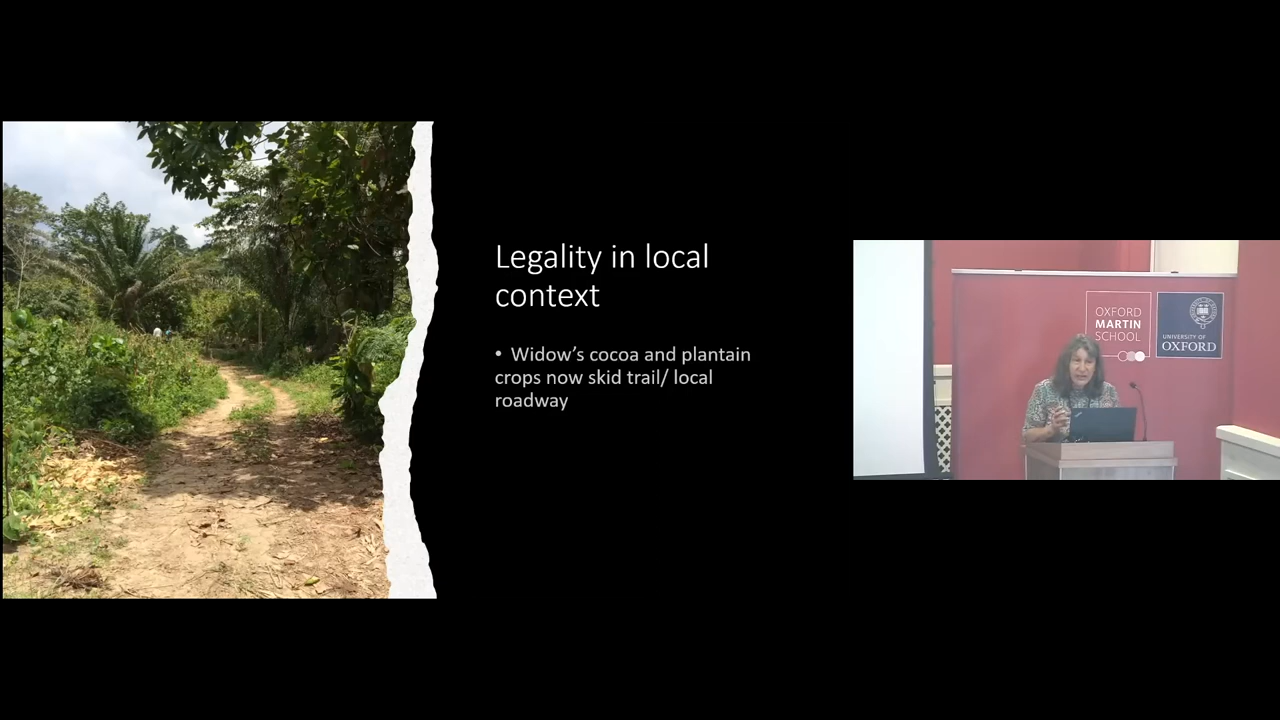 Legality in local
context
• Widow's cocoa and plantain
crops now skid trail/ local
roadway
OXFORD
MARTIN
SCHOOL
UNIVERSITY OF
OXFORD